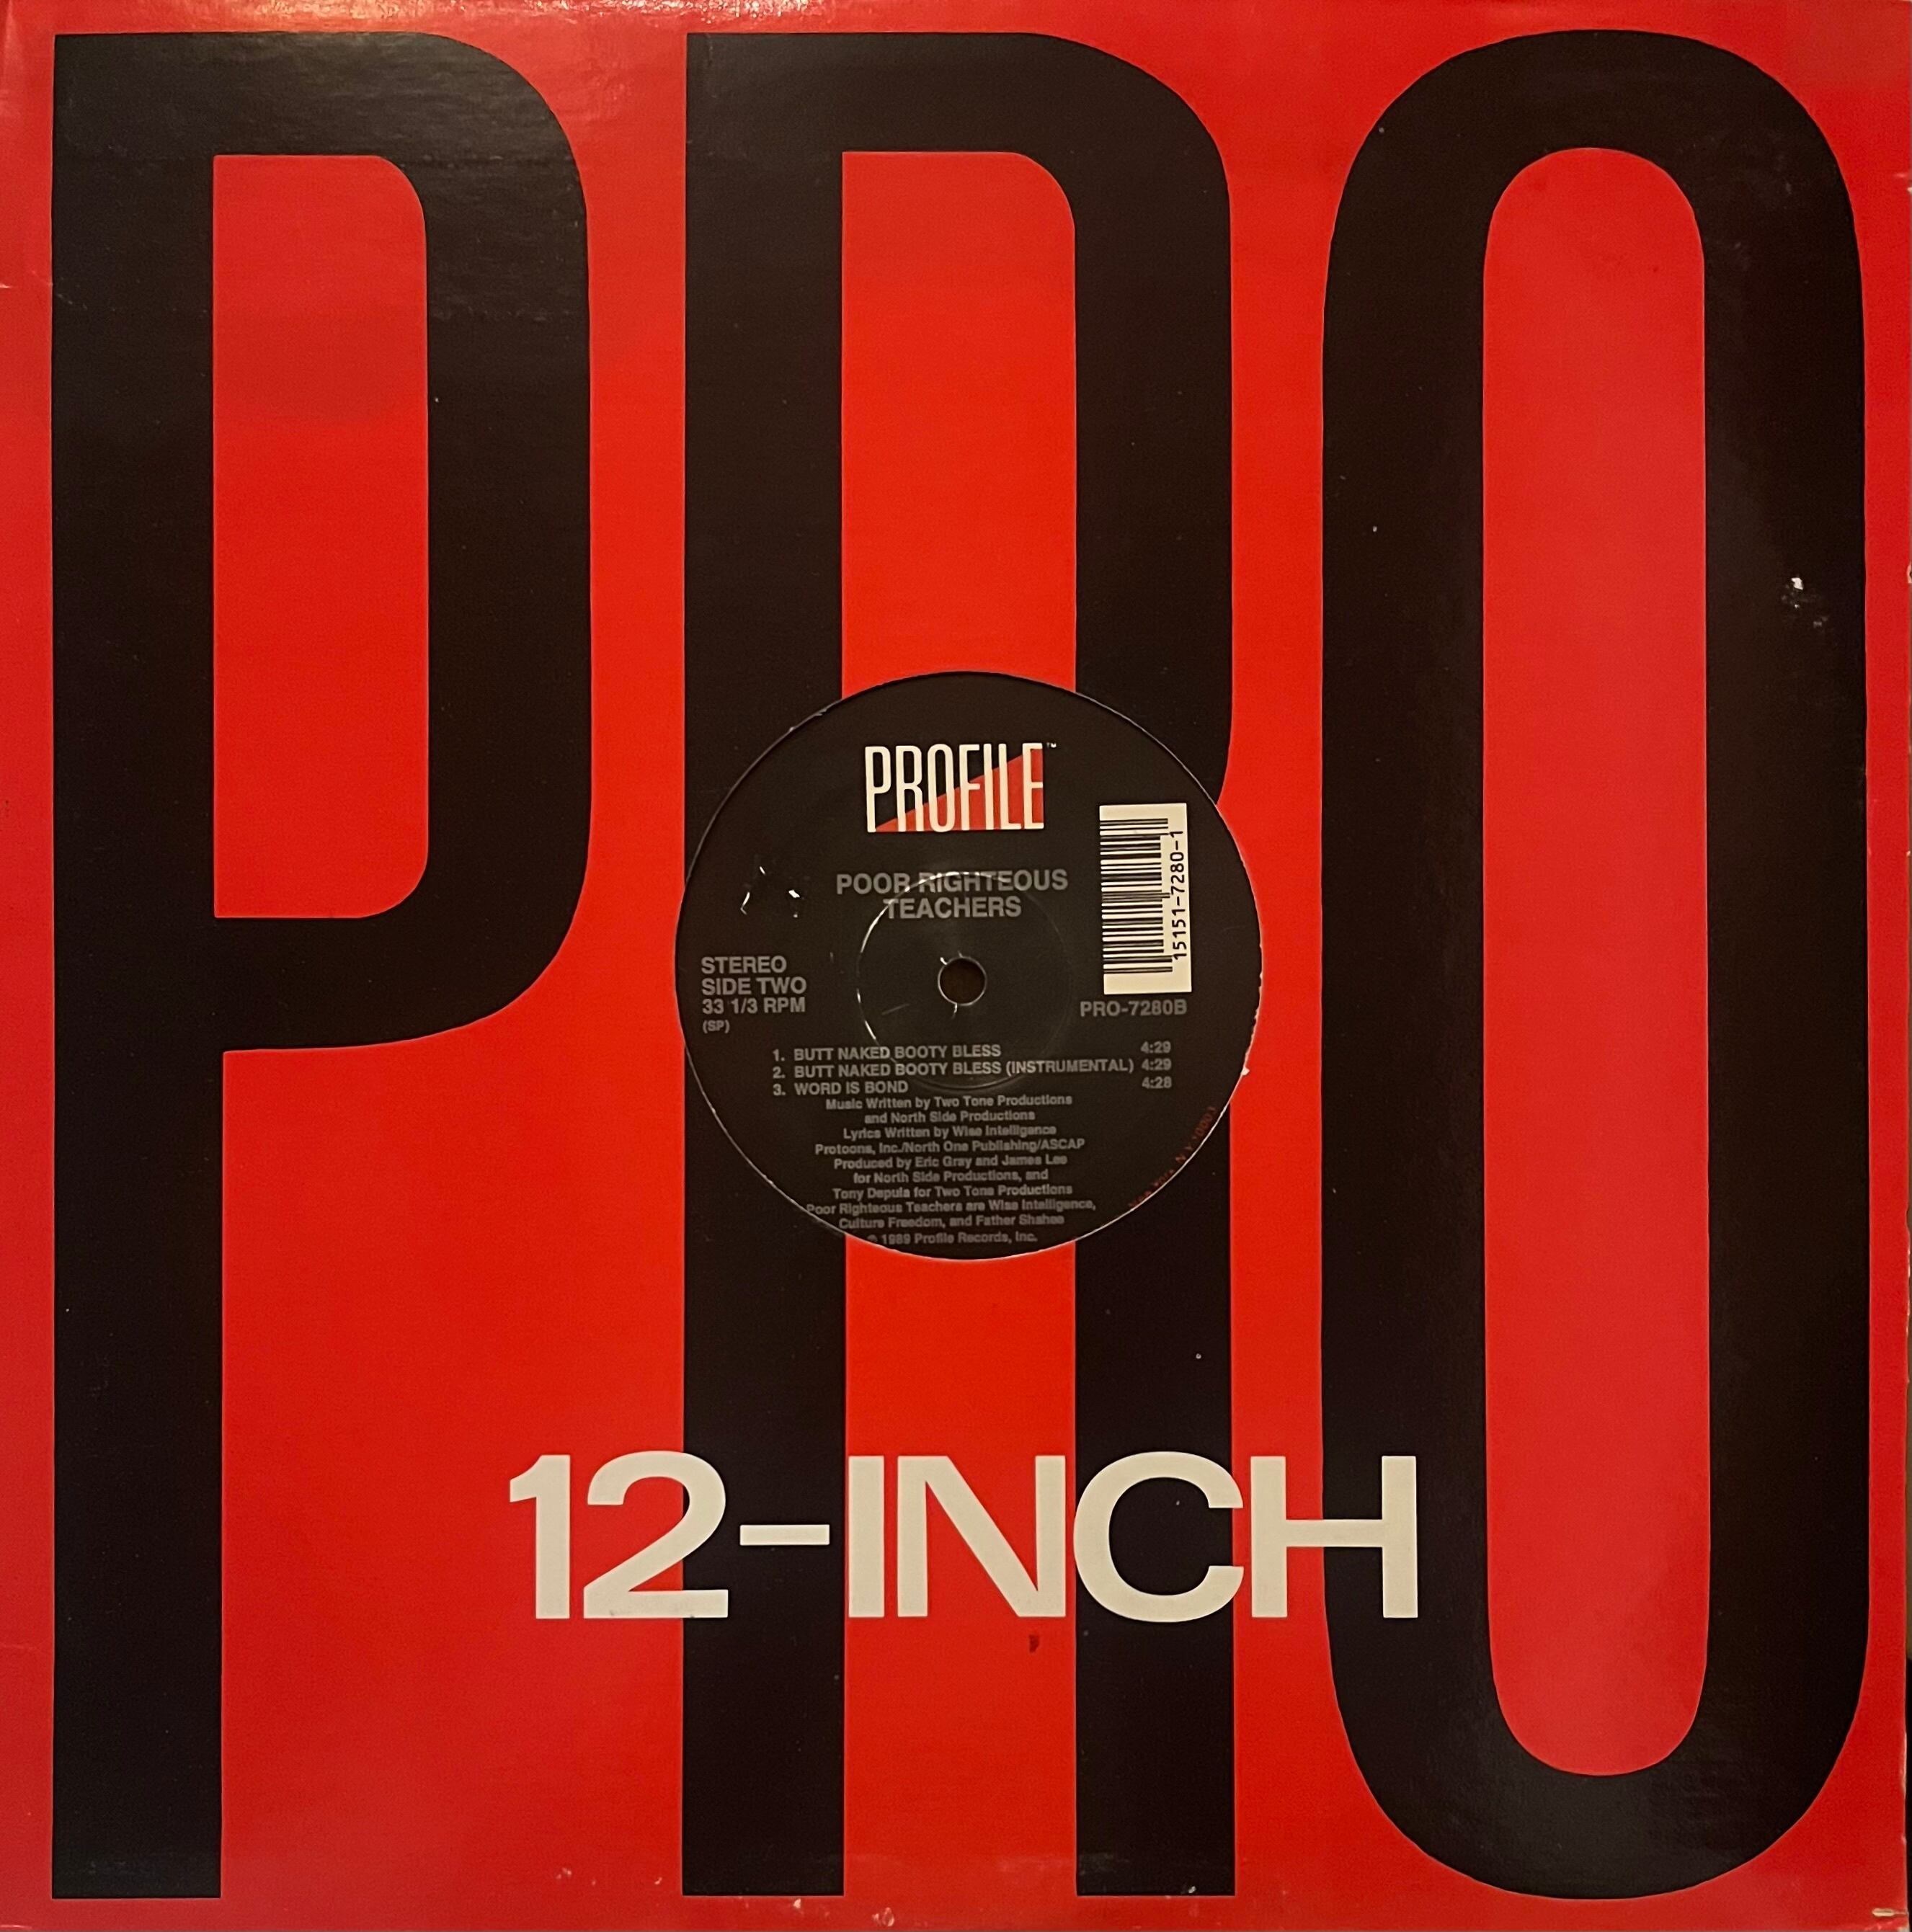 PRO
PROFILE™
POOR RIGHTEOUS
TEACHERS
15151-7280-1
STEREO
SIDE TWO
33 1/3 RPM
(SP)
PRO-7280B
1. BUTT NAKED BOOTY BLESS 4:29
2. BUTT NAKED BOOTY BLESS (INSTRUMENTAL) 4:29
3. WORD IS BOND 4:28
Music Written by Two Tone Productions
and North Side Productions
Lyrics Written by Wise Intelligence
Protoons, Inc./North One Publishing/ASCAP
Produced by Eric Gray and James Lee
for North Side Productions, and
Tony Depula for Two Tone Productions
Poor Righteous Teachers are Wise Intelligence,
Culture Freedom, and Father Shahee
℗ 1989 Profile Records, Inc.
12-INCH